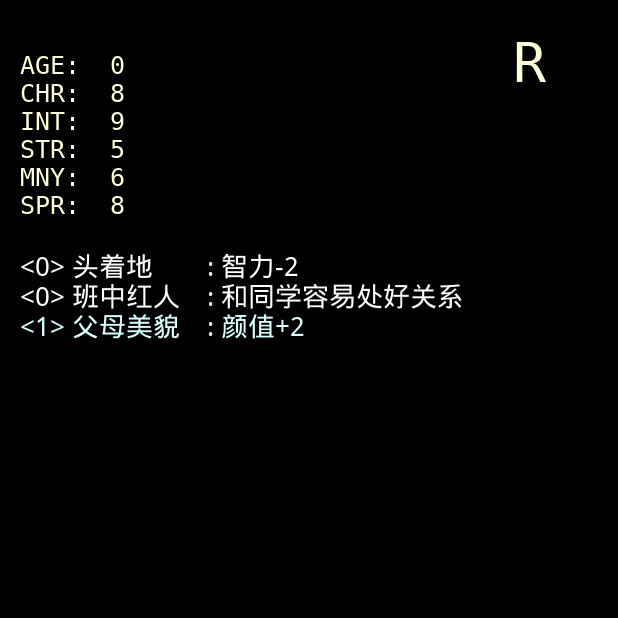 R
AGE: 0
CHR: 8
INT: 9
STR: 5
MNY: 6
SPR: 8
<0> 头着地 : 智力-2
<0> 班中红人 : 和同学容易处好关系
<1> 父母美貌 : 颜值+2